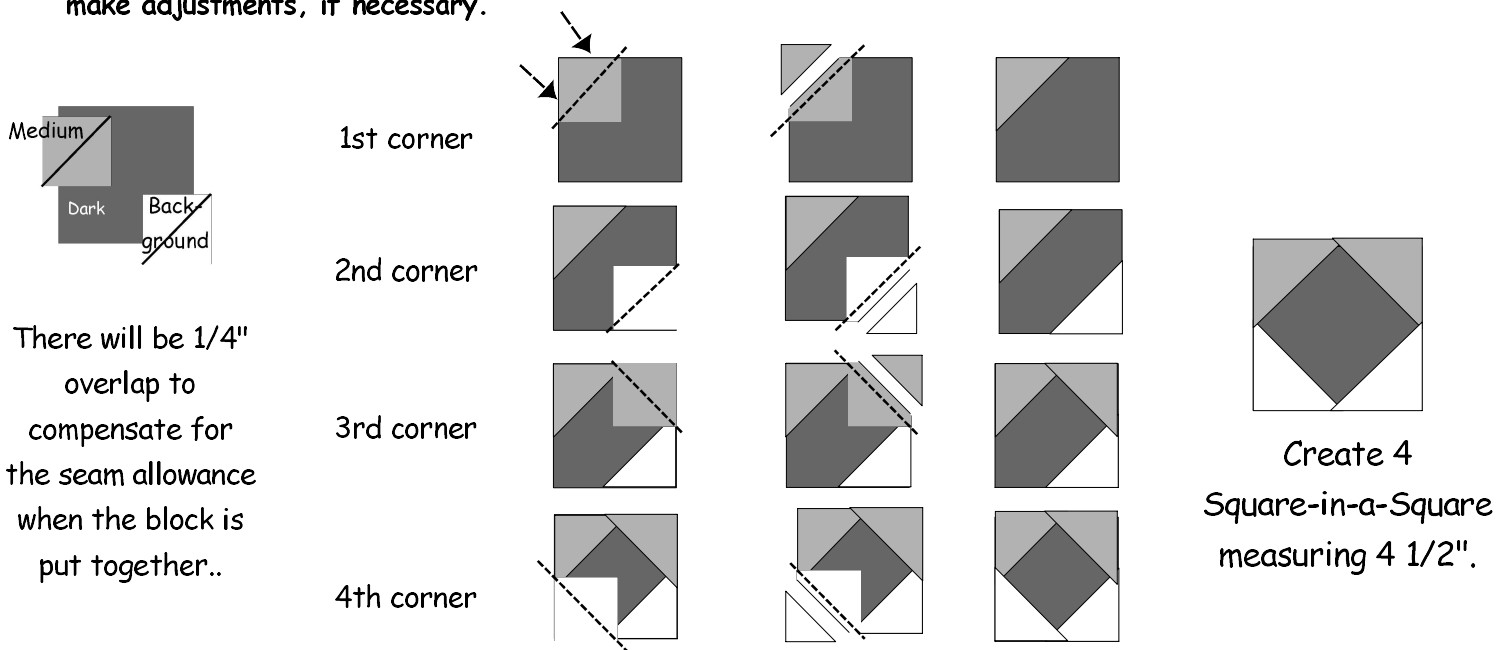 make adjustments, if necessary.
Medium
Dark
Back-
ground
There will be 1/4"
overlap to
compensate for
the seam allowance
when the block is
put together..
1st corner
2nd corner
3rd corner
4th corner
Create 4
Square-in-a-Square
measuring 4 1/2".